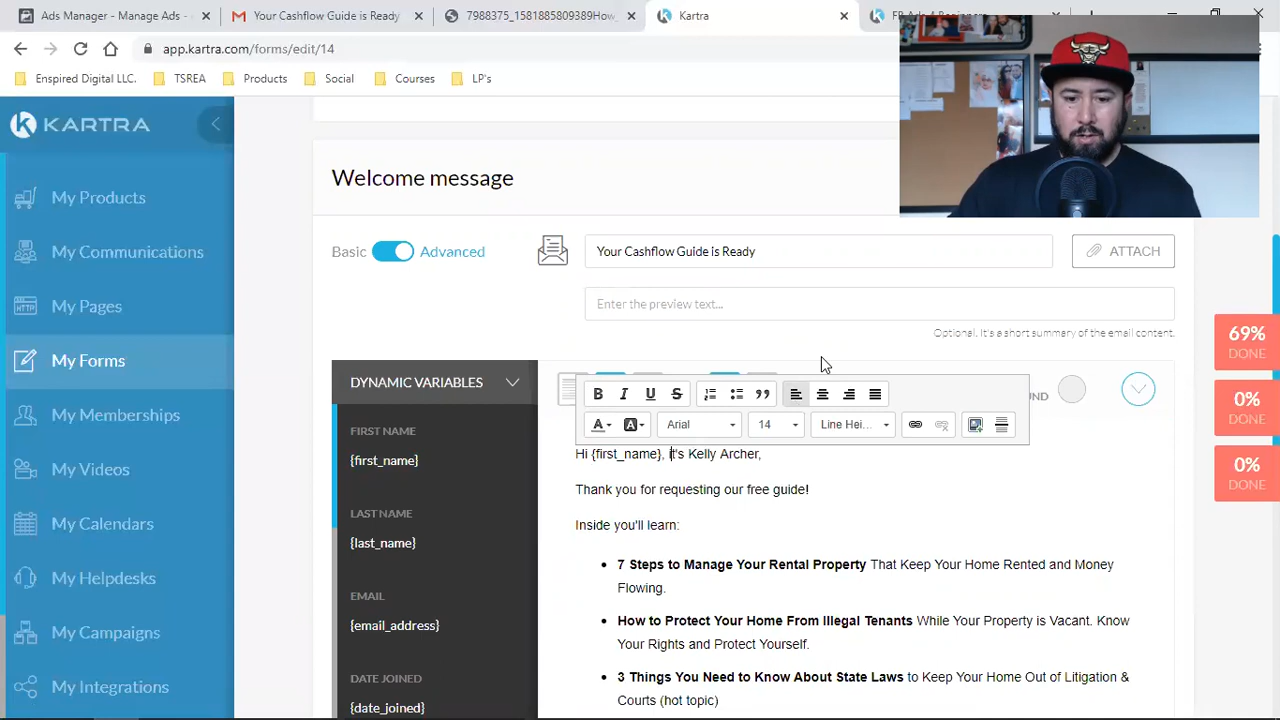 Ads Manager - Manage Ads -
Your Cashflow Guide is Ready
7988375_1581885809389How_
Kartra
app.kartra.com/forms/edit/14
Enspired Digital LLC.
TSREA
Products
Social
Courses
LP's
KARTRA
My Products
My Communications
My Pages
My Forms
My Memberships
My Videos
My Calendars
My Helpdesks
My Campaigns
My Integrations
Welcome message
Basic
Advanced
Your Cashflow Guide is Ready
ATTACH
Enter the preview text...
Optional. It's a short summary of the email content.
DYNAMIC VARIABLES
FIRST NAME
{first_name}
LAST NAME
{last_name}
EMAIL
{email_address}
DATE JOINED
{date_joined}
B I U S
A A Arial 14 Line Hei...
Hi {first_name}, it's Kelly Archer,
Thank you for requesting our free guide!
Inside you'll learn:
7 Steps to Manage Your Rental Property That Keep Your Home Rented and Money
Flowing.
How to Protect Your Home From Illegal Tenants While Your Property is Vacant. Know
Your Rights and Protect Yourself.
3 Things You Need to Know About State Laws to Keep Your Home Out of Litigation &
Courts (hot topic)
69%
DONE
0%
DONE
0%
DONE